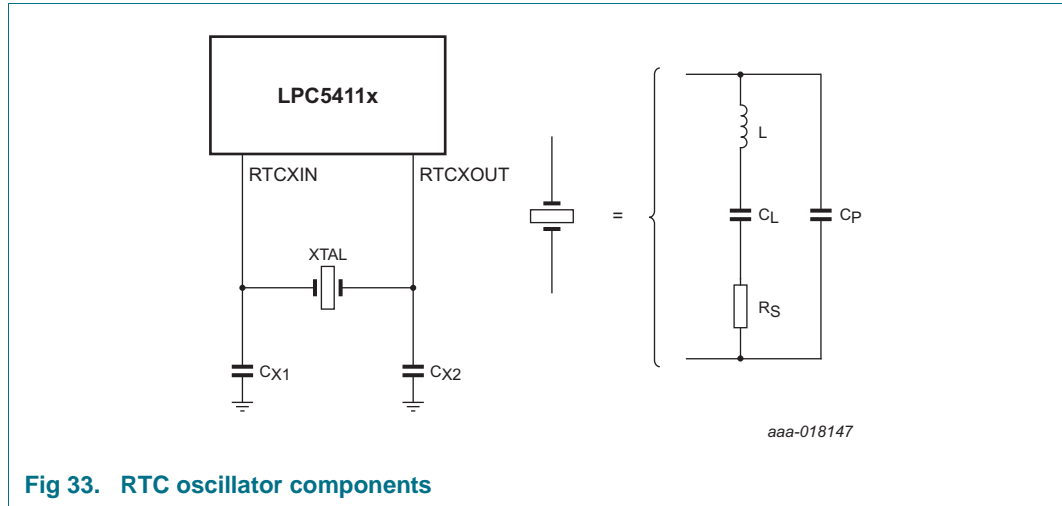 LPC5411x
RTCXIN
RTCXOUT
XTAL
CX1
CX2
=
L
CL
CP
RS
aaa-018147
Fig 33. RTC oscillator components